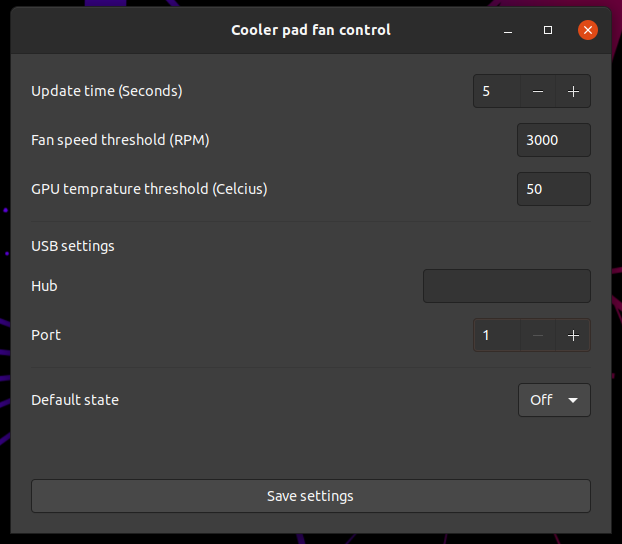 Cooler pad fan control
Update time (Seconds) 5
Fan speed threshold (RPM) 3000
GPU temprature threshold (Celcius) 50
USB settings
Hub
Port 1
Default state Off
Save settings